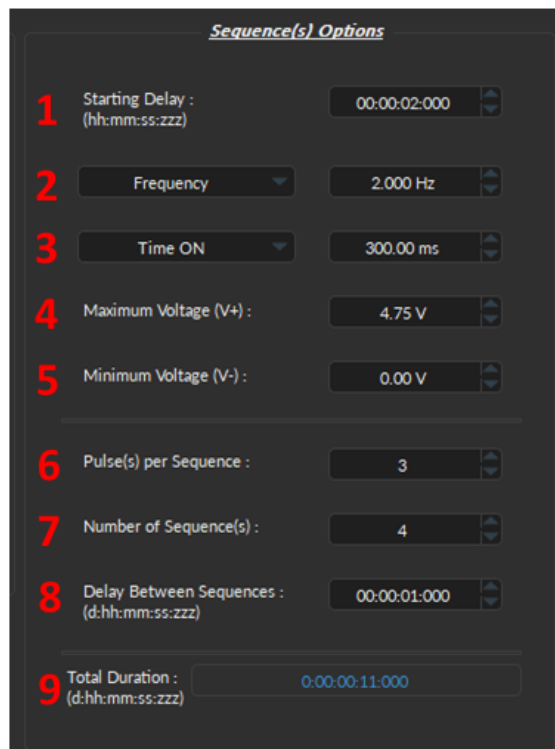 Sequence(s) Options
1 Starting Delay : 00:00:02:000
(hh:mm:ss:zzz)
2 Frequency 2.000 Hz
3 Time ON 300.00 ms
4 Maximum Voltage (V+) : 4.75 V
5 Minimum Voltage (V-) : 0.00 V
6 Pulse(s) per Sequence : 3
7 Number of Sequence(s) : 4
8 Delay Between Sequences : 00:00:01:000
(d:hh:mm:ss:zzz)
9 Total Duration : 0:00:00:11:000
(d:hh:mm:ss:zzz)